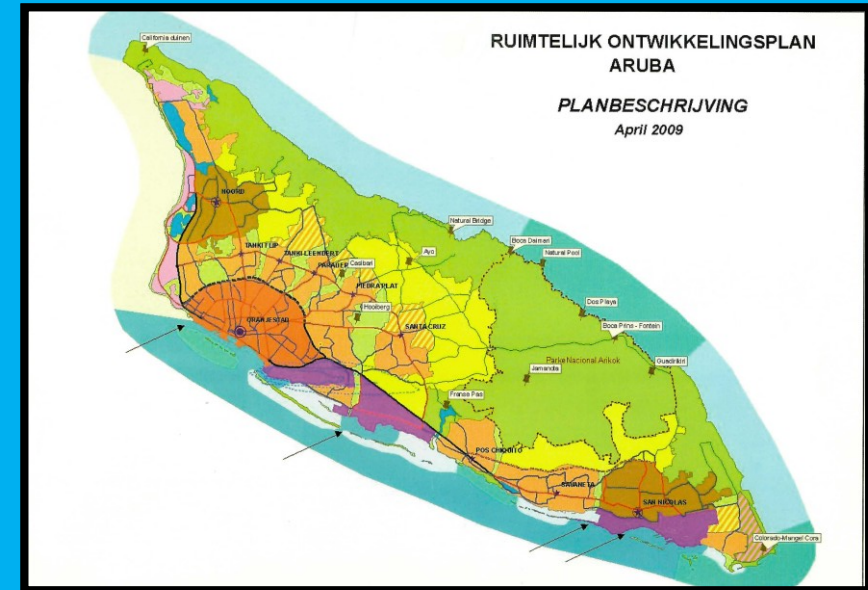 RUIMTELIJK ONTWIKKELINGSPLAN
ARUBA
PLANBESCHRIJVING
April 2009
California duinen
NOORD
Natural Bridge
TANKI FLIP
TANKI LEENDERT
Ayo
Boca Daimari
Natural Pool
PARADERA
Casibari
PIEDRA PLAT
Hooiberg
Dos Playa
ORANJESTAD
SANTA CRUZ
Boca Prins - Fontein
Parke Nacional Arikok
Jamanota
Guadirikiri
Franse Pas
POS CHIQUITO
SAVANETA
SAN NICOLAS
Colorado-Mangel Cora